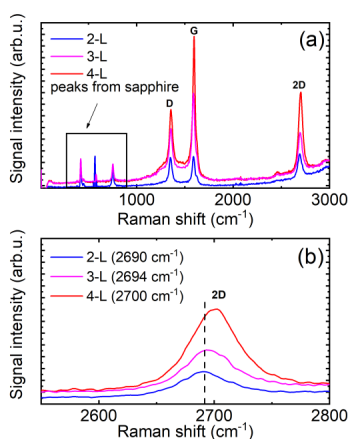 2-L
3-L
4-L
peaks from sapphire
(a)
D
G
2D
Signal intensity (arb.u.)
1000
2000
3000
Raman shift (cm⁻¹)
2-L (2690 cm⁻¹)
3-L (2694 cm⁻¹)
4-L (2700 cm⁻¹)
(b)
2D
Signal intensity (arb.u.)
2600
2700
2800
Raman shift (cm⁻¹)